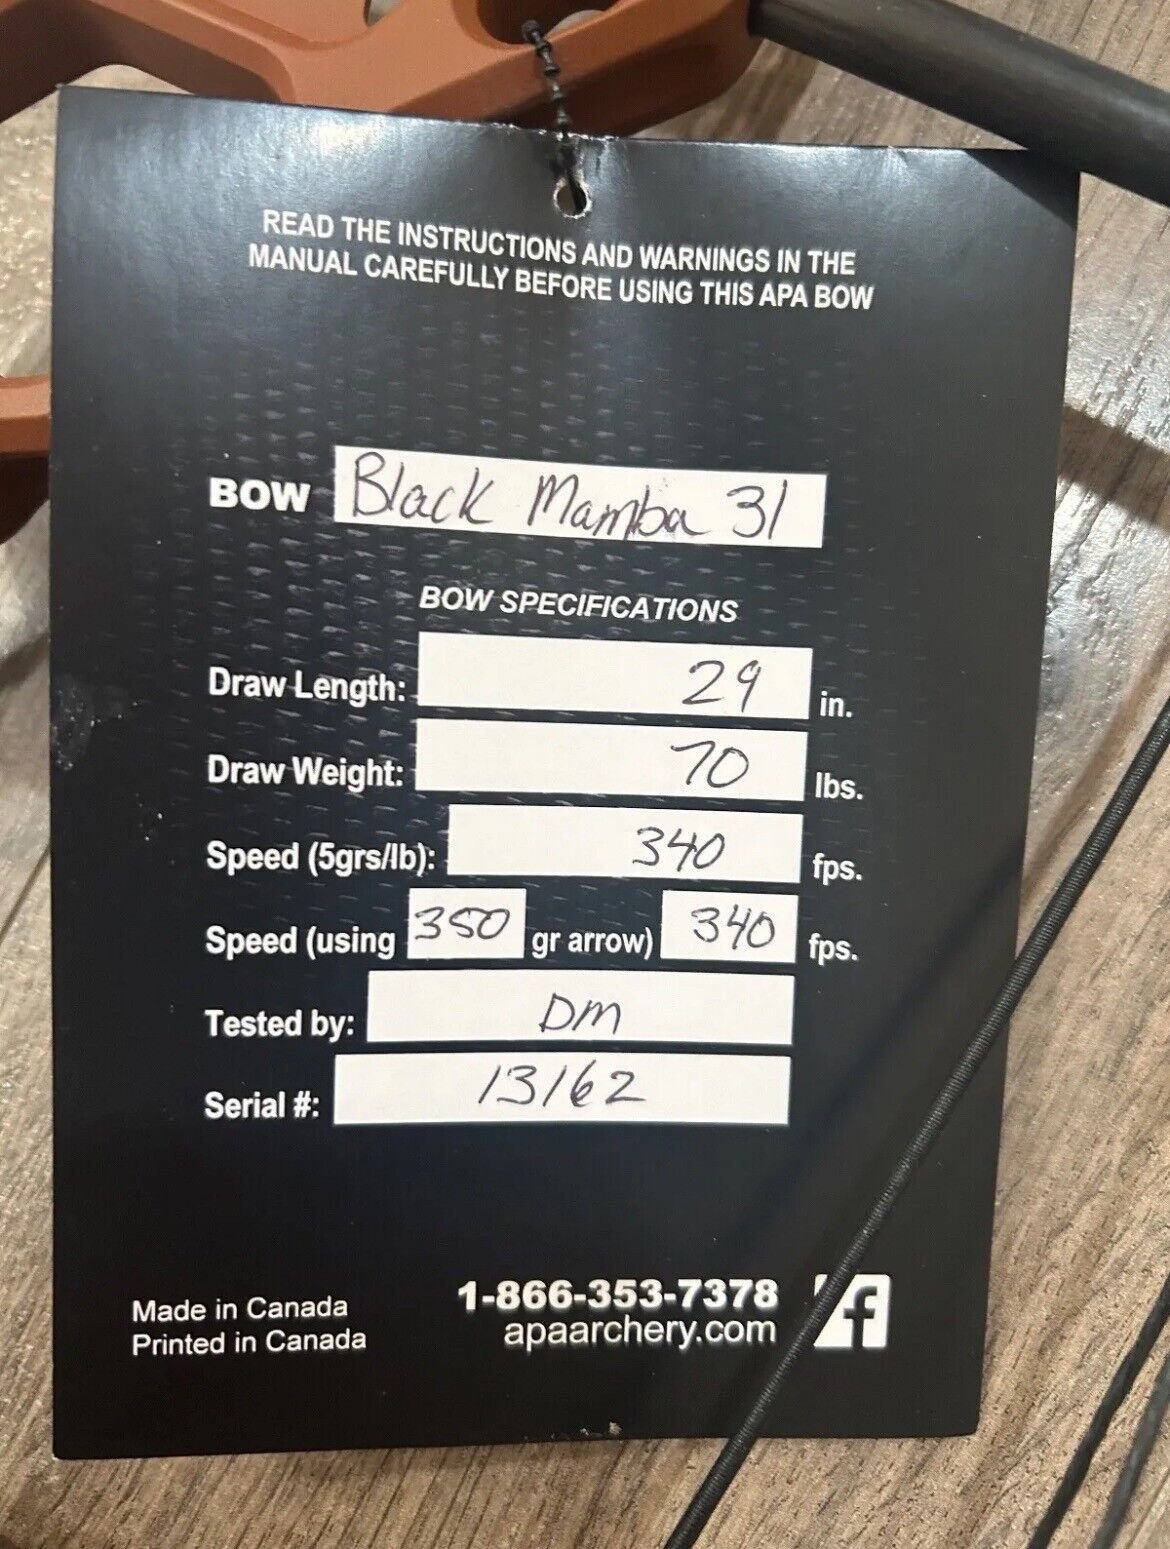 READ THE INSTRUCTIONS AND WARNINGS IN THE
MANUAL CAREFULLY BEFORE USING THIS APA BOW
BOW Black Mamba 31
BOW SPECIFICATIONS
Draw Length: 29 in.
Draw Weight: 70 lbs.
Speed (5grs/lb): 340 fps.
Speed (using 350 gr arrow) 340 fps.
Tested by: DM
Serial #: 13162
Made in Canada 1-866-353-7378 f
Printed in Canada apaarchery.com